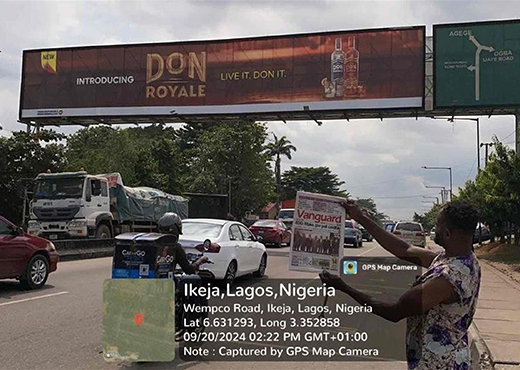 NEW
INTRODUCING
DON
ROYALE
LIVE IT. DON IT.
AGEGE
OGBA
IJAIYE ROAD
Vanguard
GPS Map Camera
Ikeja,Lagos,Nigeria
Wempco Road, Ikeja, Lagos, Nigeria
Lat 6.631293, Long 3.352858
09/20/2024 02:22 PM GMT+01:00
Note : Captured by GPS Map Camera